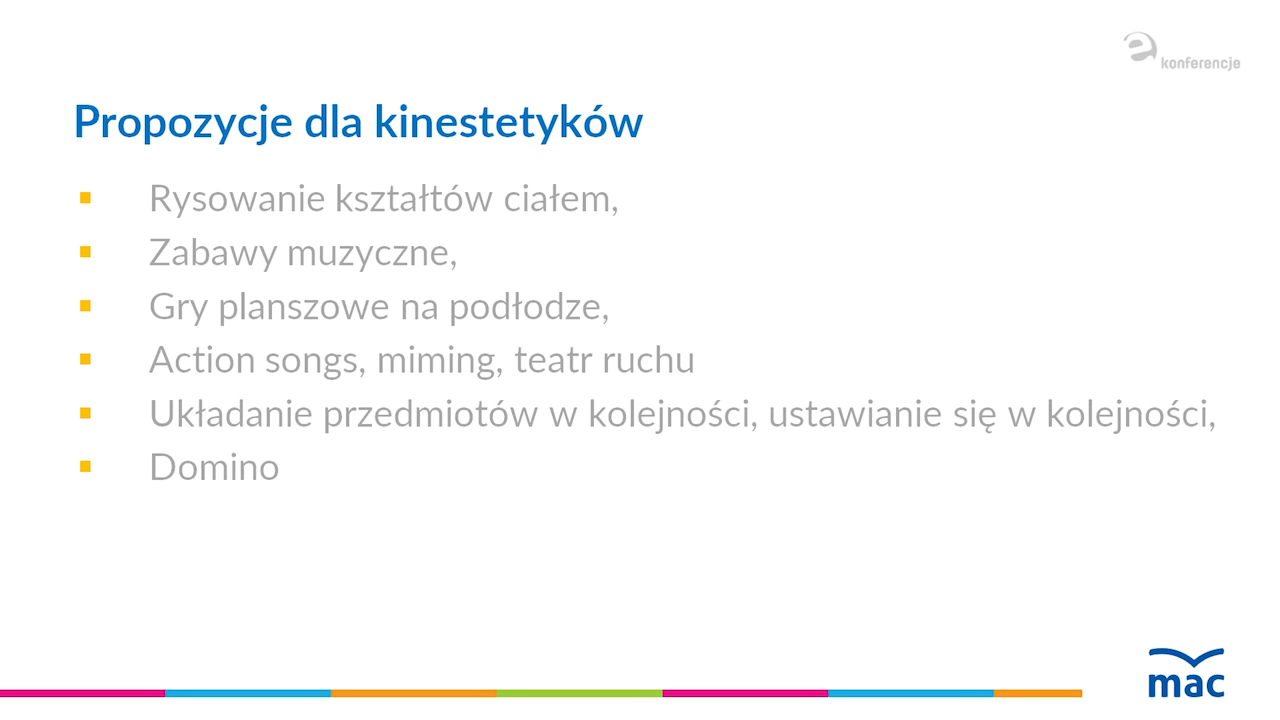 e konferencje
Propozycje dla kinestetyków
▪ Rysowanie kształtów ciałem,
▪ Zabawy muzyczne,
▪ Gry planszowe na podłodze,
▪ Action songs, miming, teatr ruchu
▪ Układanie przedmiotów w kolejności, ustawianie się w kolejności,
▪ Domino
mac